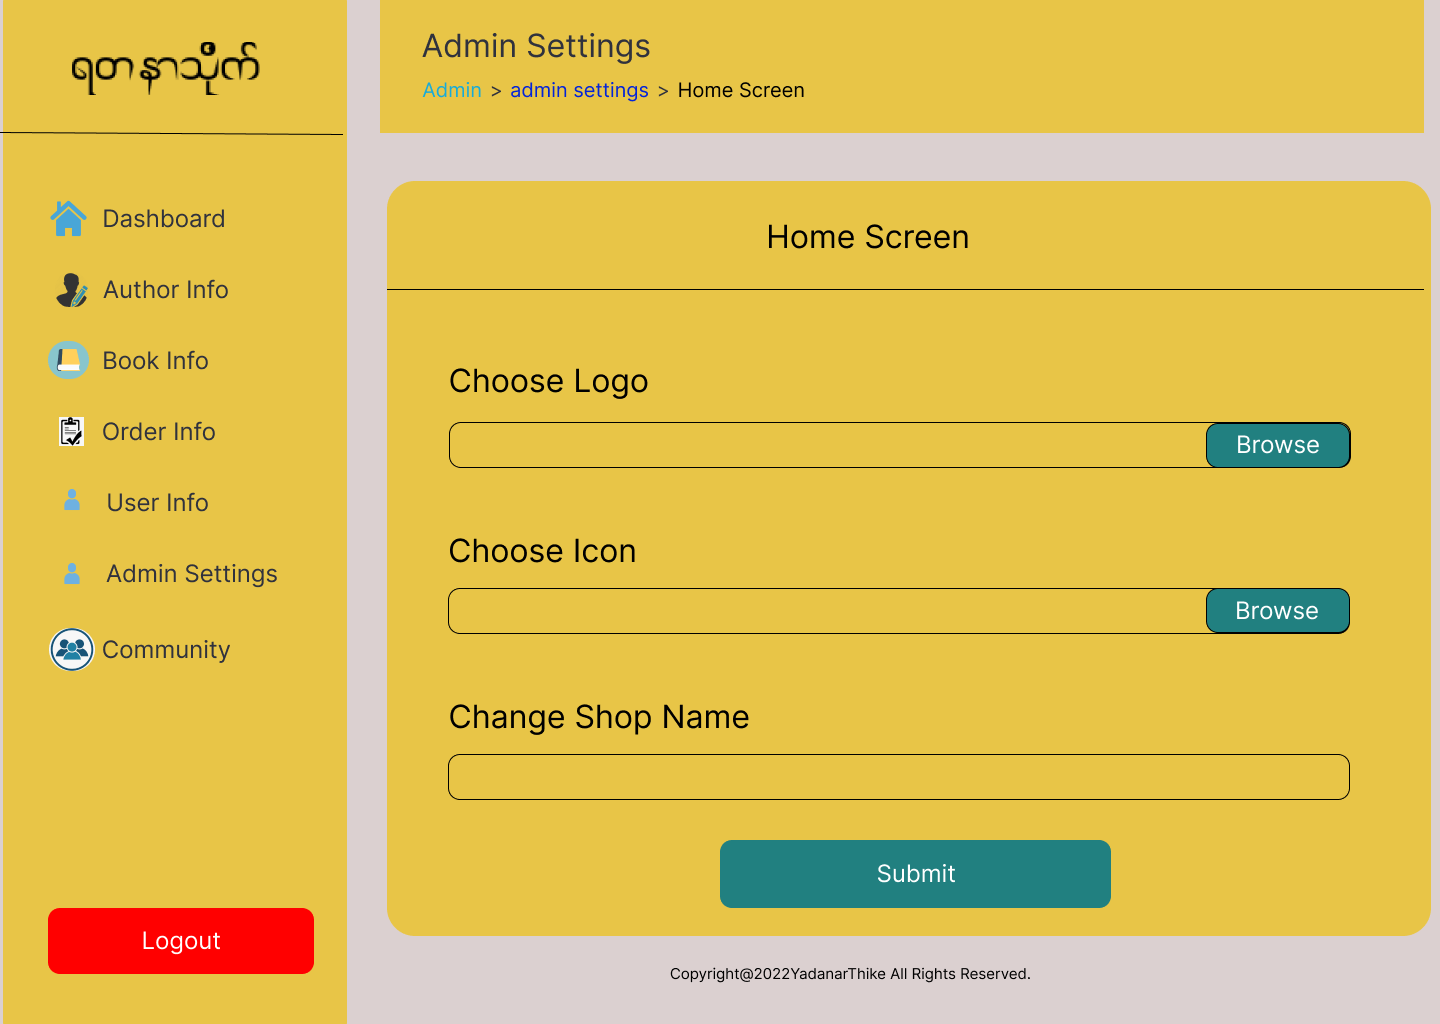 ရတနာသိုက်
Admin Settings
Admin > admin settings > Home Screen
Dashboard
Author Info
Book Info
Order Info
User Info
Admin Settings
Community
Logout
Home Screen
Choose Logo
Browse
Choose Icon
Browse
Change Shop Name
Submit
Copyright@2022YadanarThike All Rights Reserved.